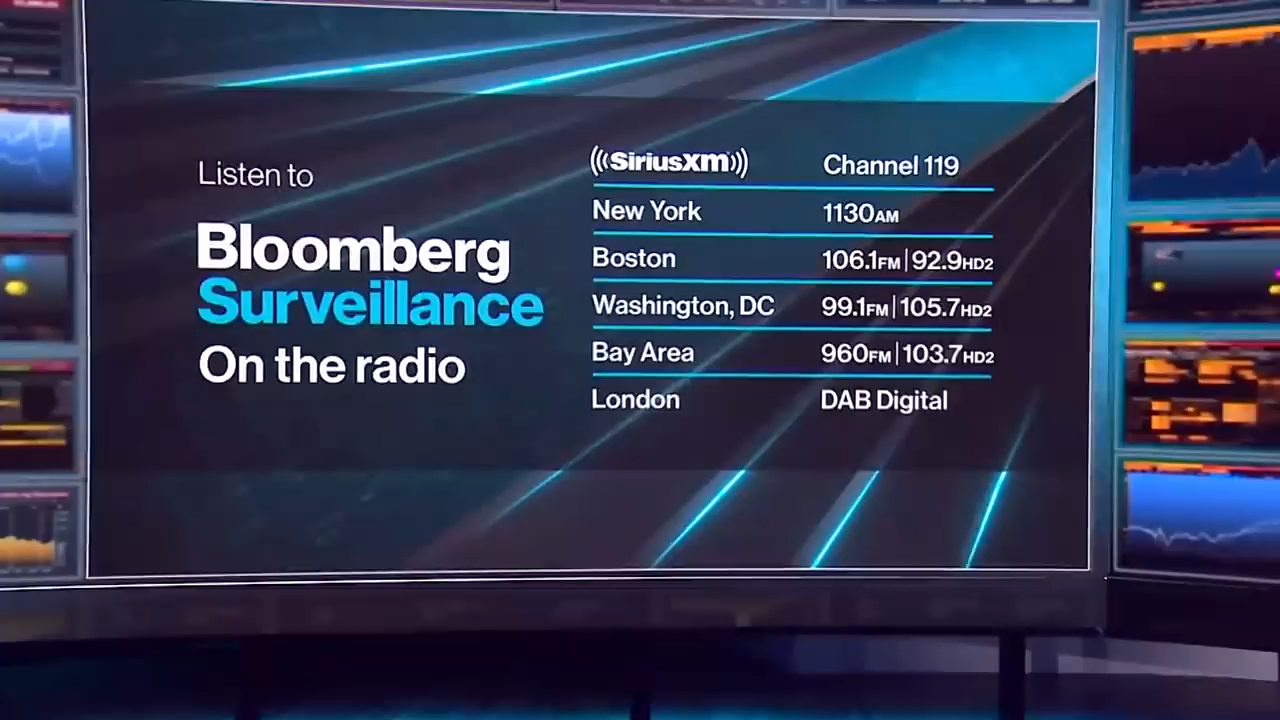 Listen to
Bloomberg
Surveillance
On the radio
((SiriusXM)) Channel 119
New York 1130AM
Boston 106.1FM | 92.9HD2
Washington, DC 99.1FM | 105.7HD2
Bay Area 960FM | 103.7HD2
London DAB Digital